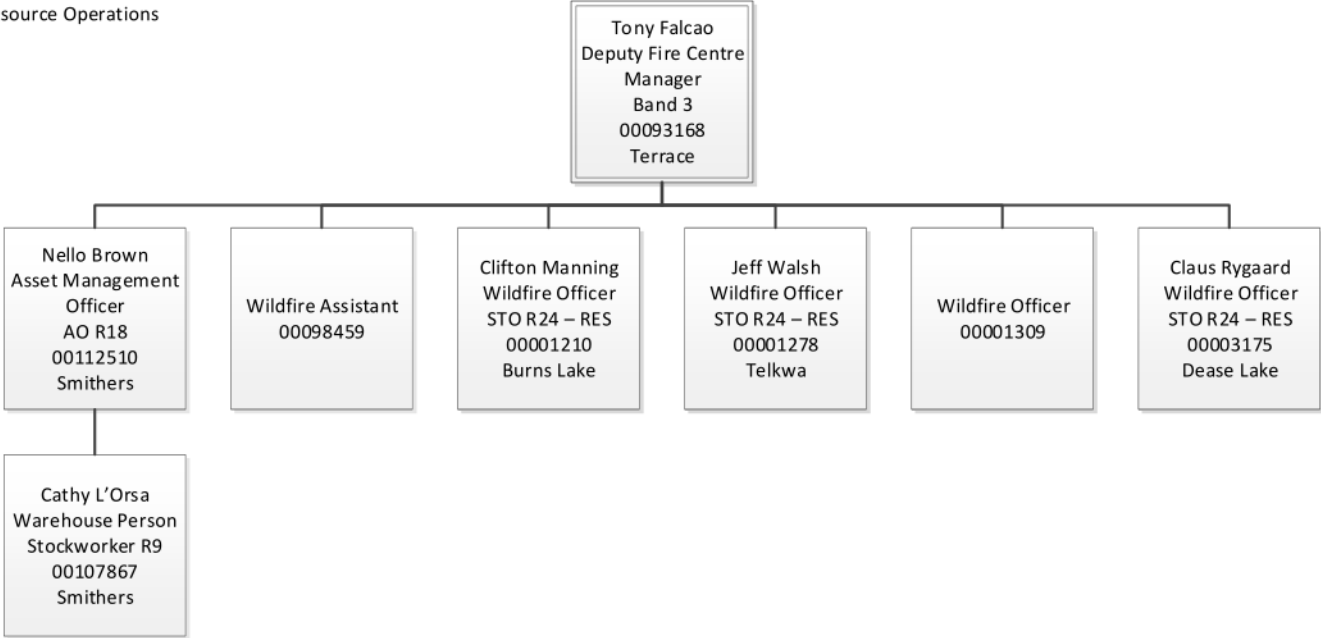 source Operations
Tony Falcao
Deputy Fire Centre
Manager
Band 3
00093168
Terrace
Nello Brown
Asset Management
Officer
AO R18
00112510
Smithers
Wildfire Assistant
00098459
Clifton Manning
Wildfire Officer
STO R24 – RES
00001210
Burns Lake
Jeff Walsh
Wildfire Officer
STO R24 – RES
00001278
Telkwa
Wildfire Officer
00001309
Claus Rygaard
Wildfire Officer
STO R24 – RES
00003175
Dease Lake
Cathy L’Orsa
Warehouse Person
Stockworker R9
00107867
Smithers